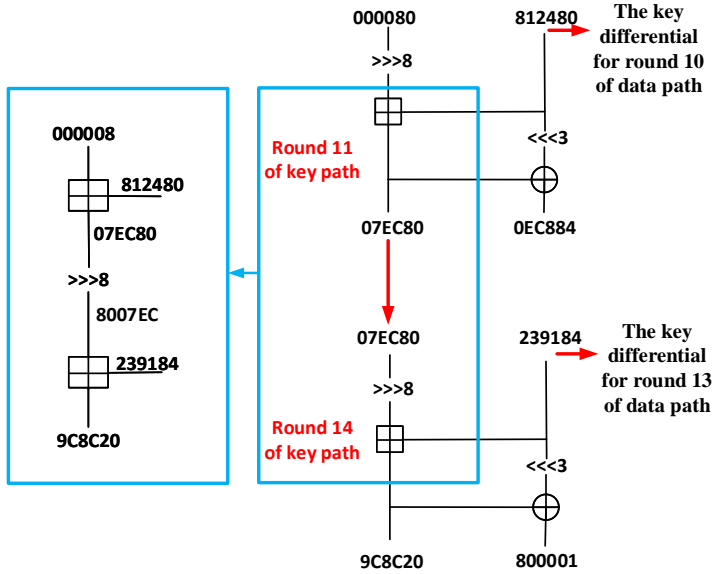 000080
812480
The key
differential
for round 10
of data path
>>>8
<<<3
Round 11
of key path
07EC80
0EC884
000008
812480
07EC80
>>>8
8007EC
239184
9C8C20
07EC80
239184
The key
differential
for round 13
of data path
>>>8
Round 14
of key path
<<<3
9C8C20
800001